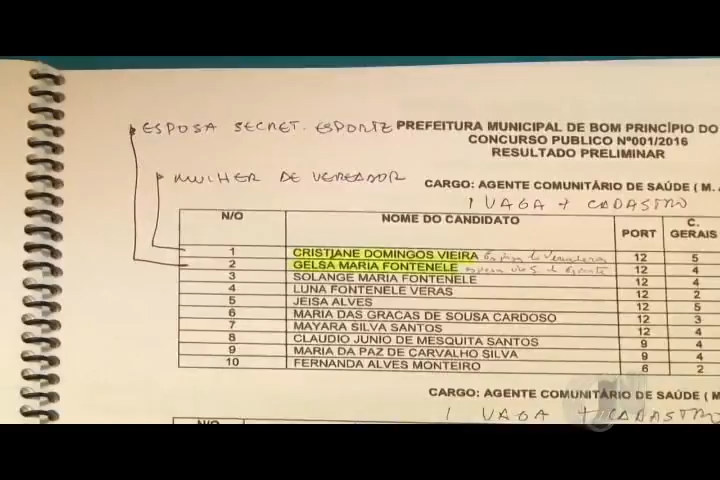 ESPOSA SECRET. ESPORTE PREFEITURA MUNICIPAL DE BOM PRINCÍPIO DO
CONCURSO PUBLICO Nº001/2016
RESULTADO PRELIMINAR
MULHER DE VEREADOR
CARGO: AGENTE COMUNITÁRIO DE SAÚDE ( M.
1 VAGA + CADASTRO
N/O NOME DO CANDIDATO PORT C. GERAIS
1 CRISTIANE DOMINGOS VIEIRA 12 5
2 GELSA MARIA FONTENELE 12 4
3 SOLANGE MARIA FONTENELE 12 4
4 LUNA FONTENELE VERAS 12 2
5 JEISA ALVES 12 5
6 MARIA DAS GRACAS DE SOUSA CARDOSO 12 3
7 MAYARA SILVA SANTOS 12 4
8 CLAUDIO JUNIO DE MESQUITA SANTOS 9 4
9 MARIA DA PAZ DE CARVALHO SILVA 9 4
10 FERNANDA ALVES MONTEIRO 6 2
CARGO: AGENTE COMUNITÁRIO DE SAÚDE ( M
1 VAGA + CADASTRO
N/O